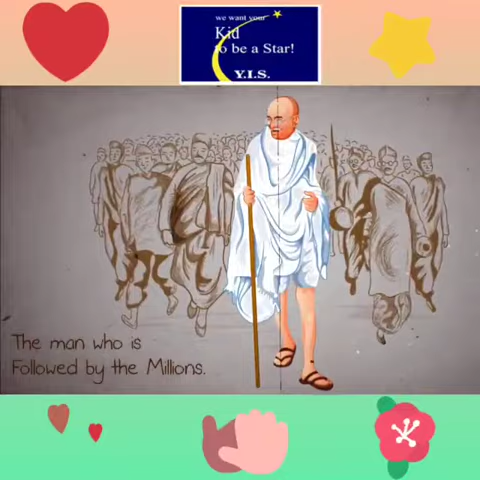 we want your
Kid
to be a Star!
Y.I.S.
The man who is
Followed by the Millions.